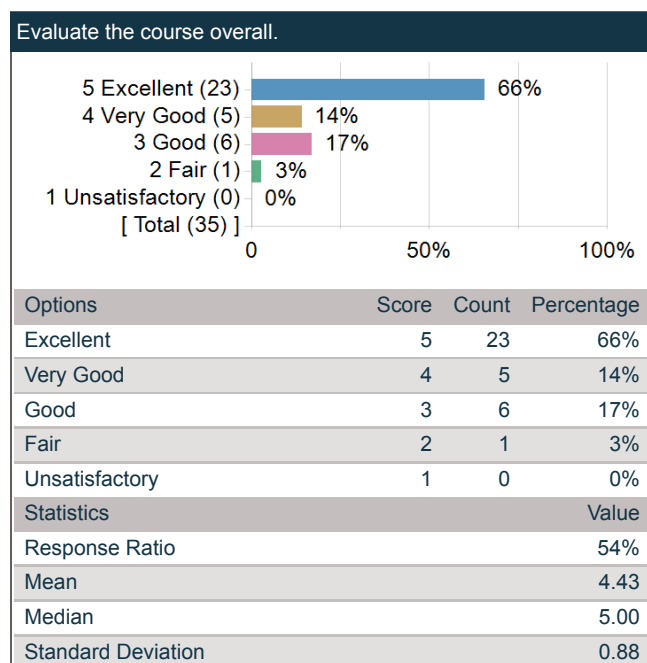 Evaluate the course overall.
5 Excellent (23) 66%
4 Very Good (5) 14%
3 Good (6) 17%
2 Fair (1) 3%
1 Unsatisfactory (0) 0%
[ Total (35) ]
0 50% 100%
Options Score Count Percentage
Excellent 5 23 66%
Very Good 4 5 14%
Good 3 6 17%
Fair 2 1 3%
Unsatisfactory 1 0 0%
Statistics Value
Response Ratio 54%
Mean 4.43
Median 5.00
Standard Deviation 0.88